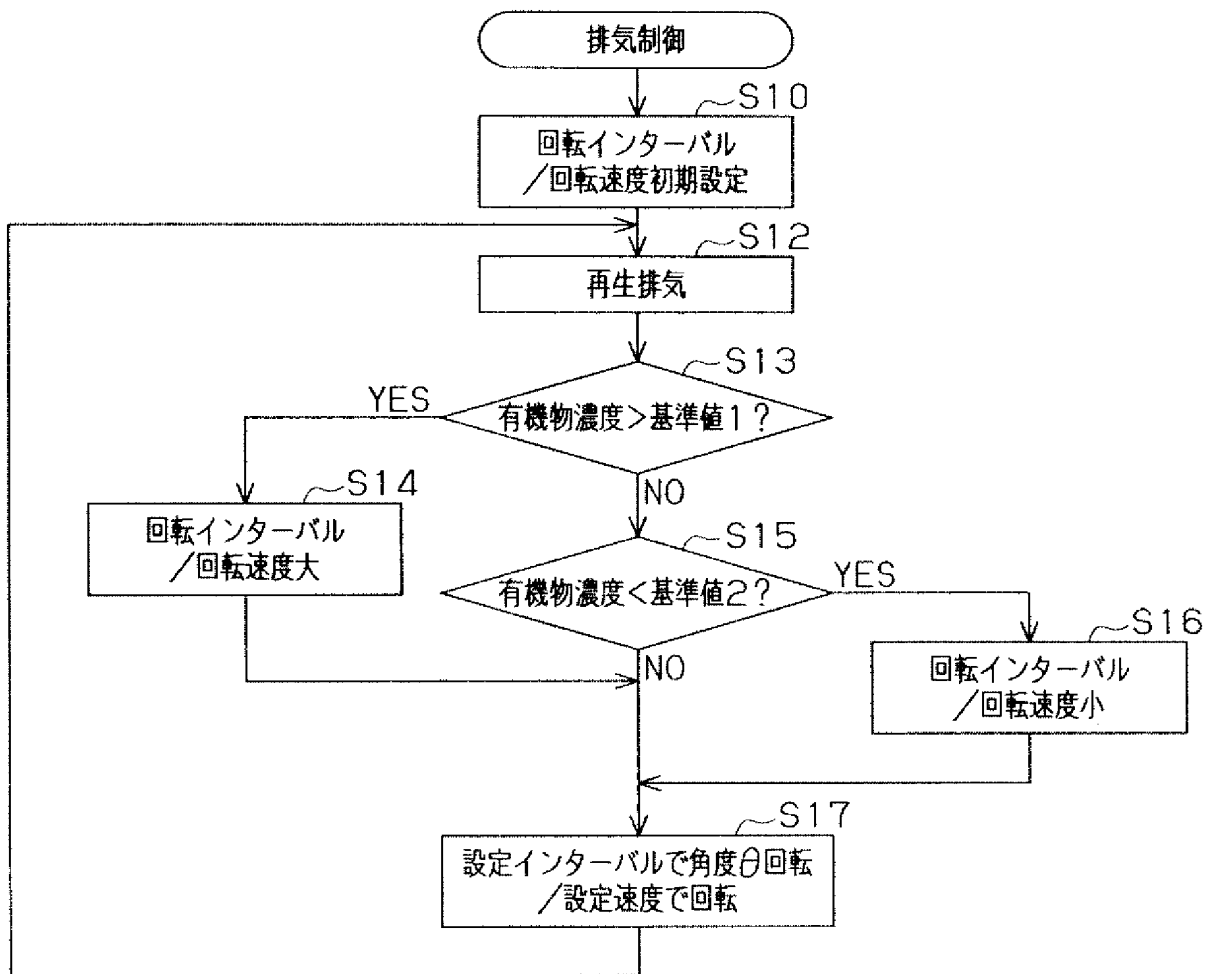 排気制御
S10
回転インターバル
／回転速度初期設定
S12
再生排気
S13
有機物濃度＞基準値1？
YES
NO
S14
回転インターバル
／回転速度大
S15
有機物濃度＜基準値2？
YES
NO
S16
回転インターバル
／回転速度小
S17
設定インターバルで角度θ回転
／設定速度で回転